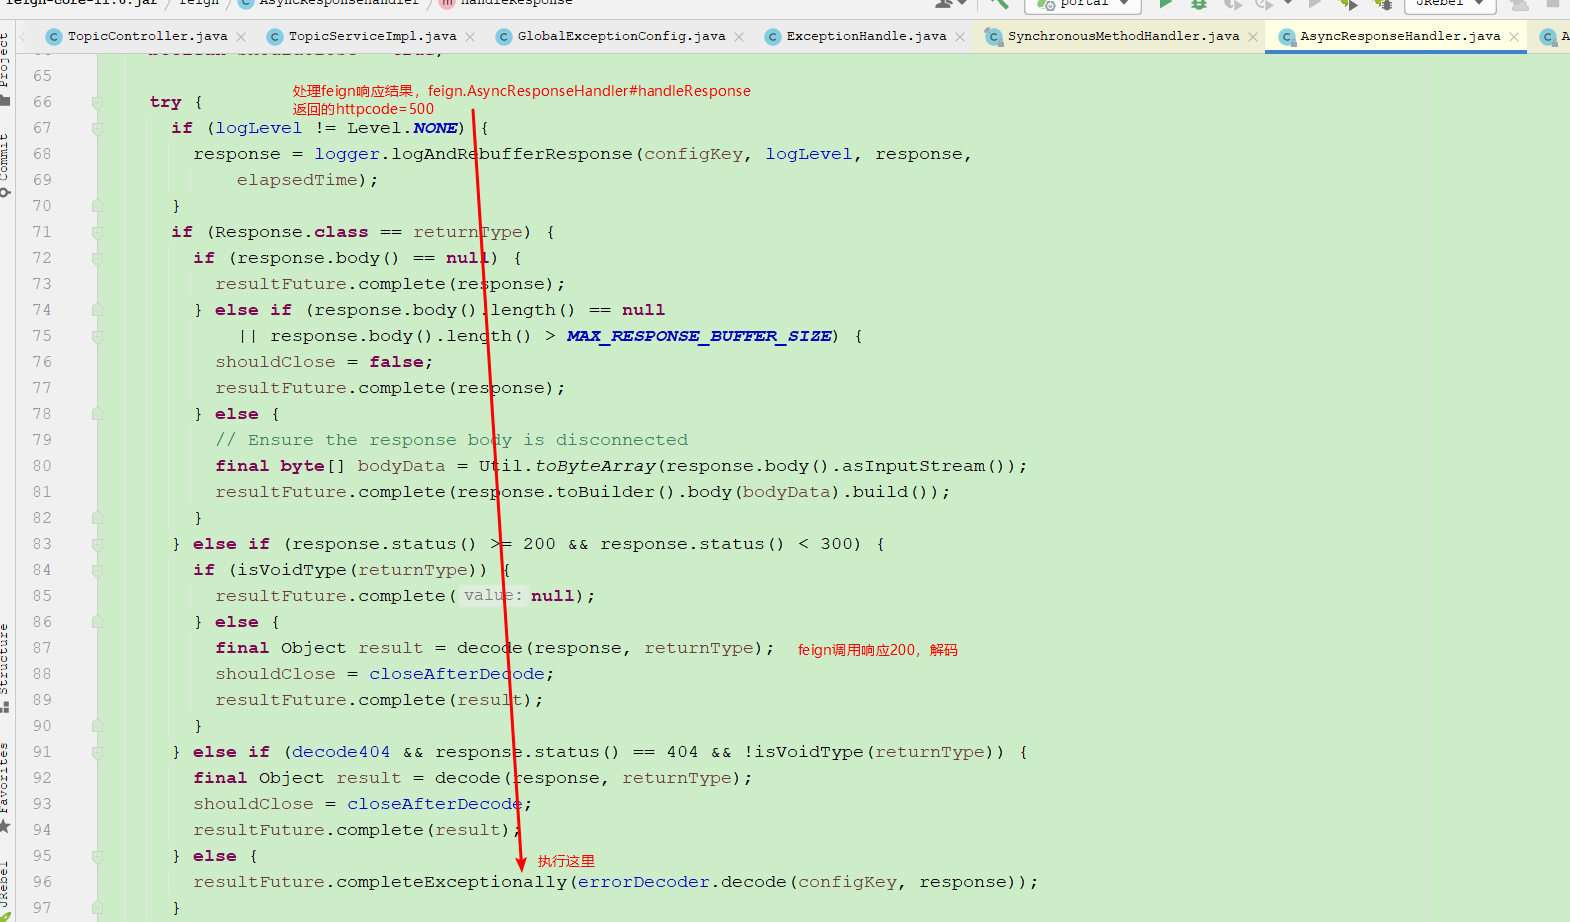 feign-core-11.0.jar / feign / AsyncResponseHandler / handleResponse
portal JRebel
TopicController.java TopicServiceImpl.java GlobalExceptionConfig.java ExceptionHandle.java SynchronousMethodHandler.java AsyncResponseHandler.java A
Project
Commit
Structure
Favorites
JRebel
65
处理feign响应结果，feign.AsyncResponseHandler#handleResponse
66 try {
返回的httpcode=500
67 if (logLevel != Level.NONE) {
68 response = logger.logAndRebufferResponse(configKey, logLevel, response,
69 elapsedTime);
70 }
71 if (Response.class == returnType) {
72 if (response.body() == null) {
73 resultFuture.complete(response);
74 } else if (response.body().length() == null
75 || response.body().length() > MAX_RESPONSE_BUFFER_SIZE) {
76 shouldClose = false;
77 resultFuture.complete(response);
78 } else {
79 // Ensure the response body is disconnected
80 final byte[] bodyData = Util.toByteArray(response.body().asInputStream());
81 resultFuture.complete(response.toBuilder().body(bodyData).build());
82 }
83 } else if (response.status() >= 200 && response.status() < 300) {
84 if (isVoidType(returnType)) {
85 resultFuture.complete( value: null);
86 } else {
87 final Object result = decode(response, returnType); feign调用响应200，解码
88 shouldClose = closeAfterDecode;
89 resultFuture.complete(result);
90 }
91 } else if (decode404 && response.status() == 404 && !isVoidType(returnType)) {
92 final Object result = decode(response, returnType);
93 shouldClose = closeAfterDecode;
94 resultFuture.complete(result);
95 } else { 执行这里
96 resultFuture.completeExceptionally(errorDecoder.decode(configKey, response));
97 }